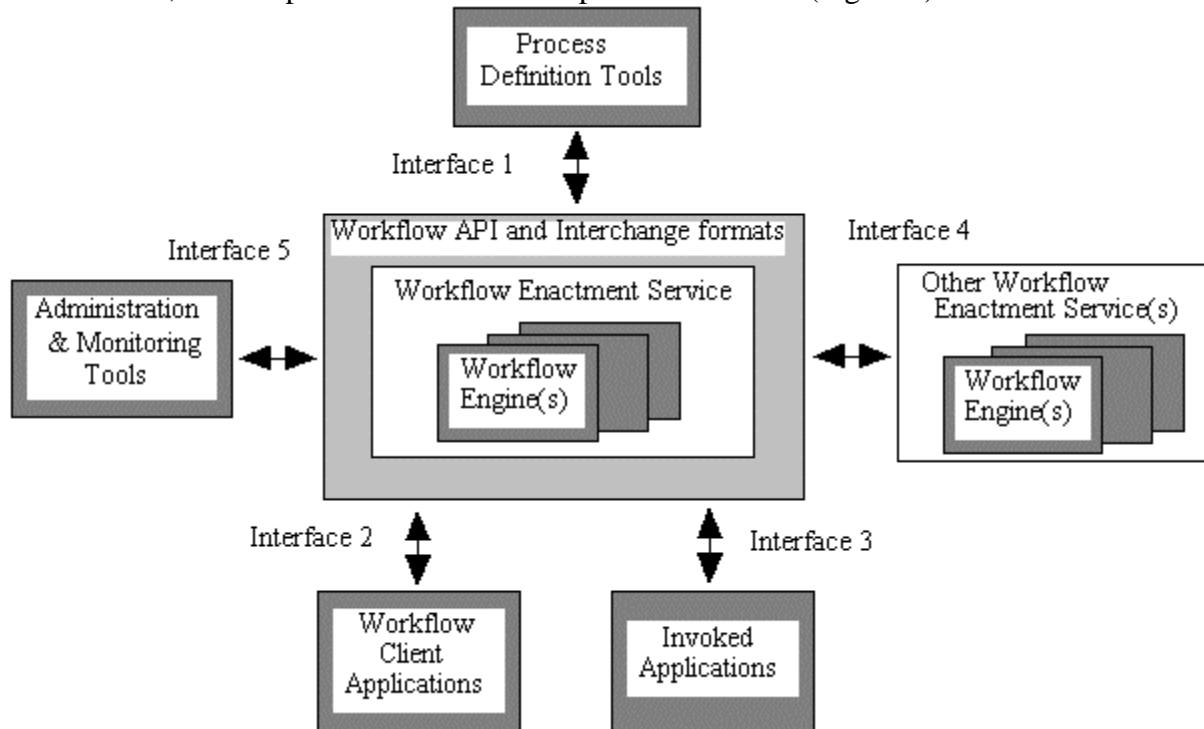 Process
Definition Tools
Interface 1
Workflow API and Interchange formats
Interface 4
Interface 5
Workflow Enactment Service
Workflow
Engine(s)
Other Workflow
Enactment Service(s)
Workflow
Engine(s)
Administration
& Monitoring
Tools
Interface 2
Interface 3
Workflow
Client
Applications
Invoked
Applications